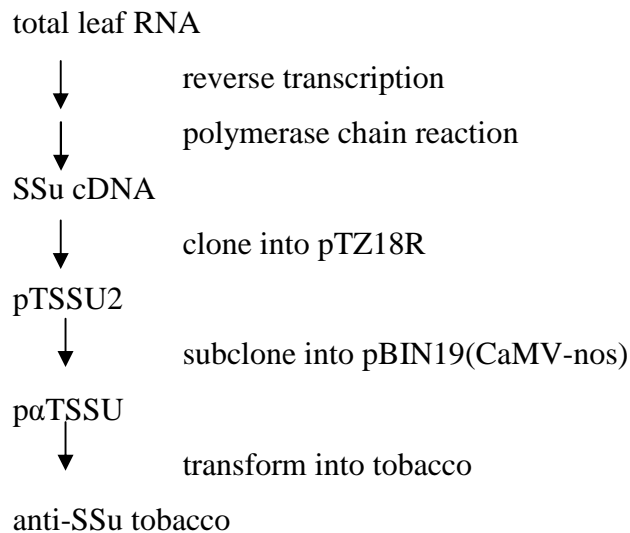 total leaf RNA
reverse transcription
polymerase chain reaction
SSu cDNA
clone into pTZ18R
pTSSU2
subclone into pBIN19(CaMV-nos)
pαTSSU
transform into tobacco
anti-SSu tobacco